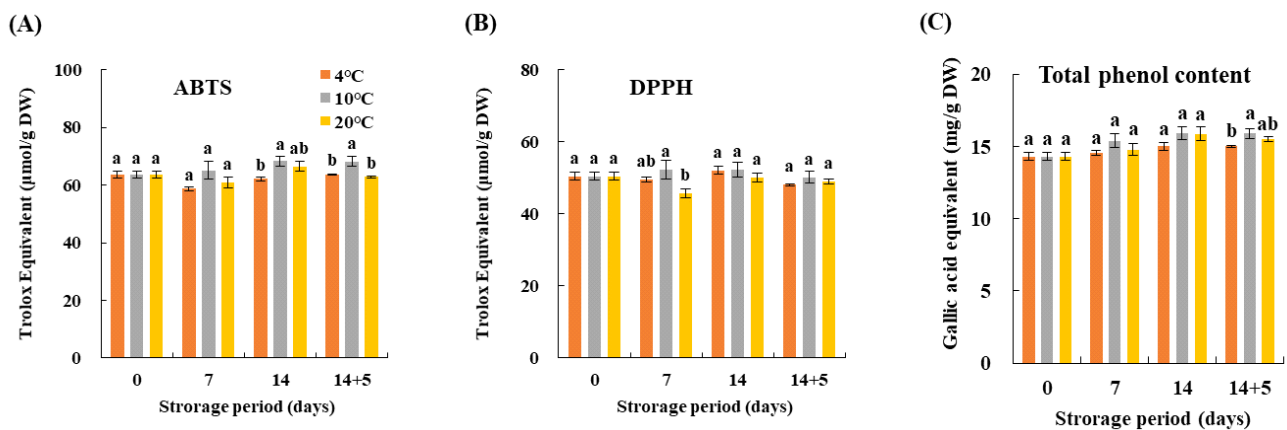 (A)
ABTS
4°C
10°C
20°C
Trolox Equivalent (µmol/g DW)
100
80
60
40
20
0
a a a
a a a
b a ab
b a b
0 7 14 14+5
Strorage period (days)
(B)
DPPH
Trolox Equivalent (µmol/g DW)
80
60
40
20
0
a a a
ab a b
a a a
a a a
0 7 14 14+5
Strorage period (days)
(C)
Total phenol content
Gallic acid equivalent (mg/g DW)
20
15
10
5
0
a a a
a a a
a a a
b a ab
0 7 14 14+5
Strorage period (days)